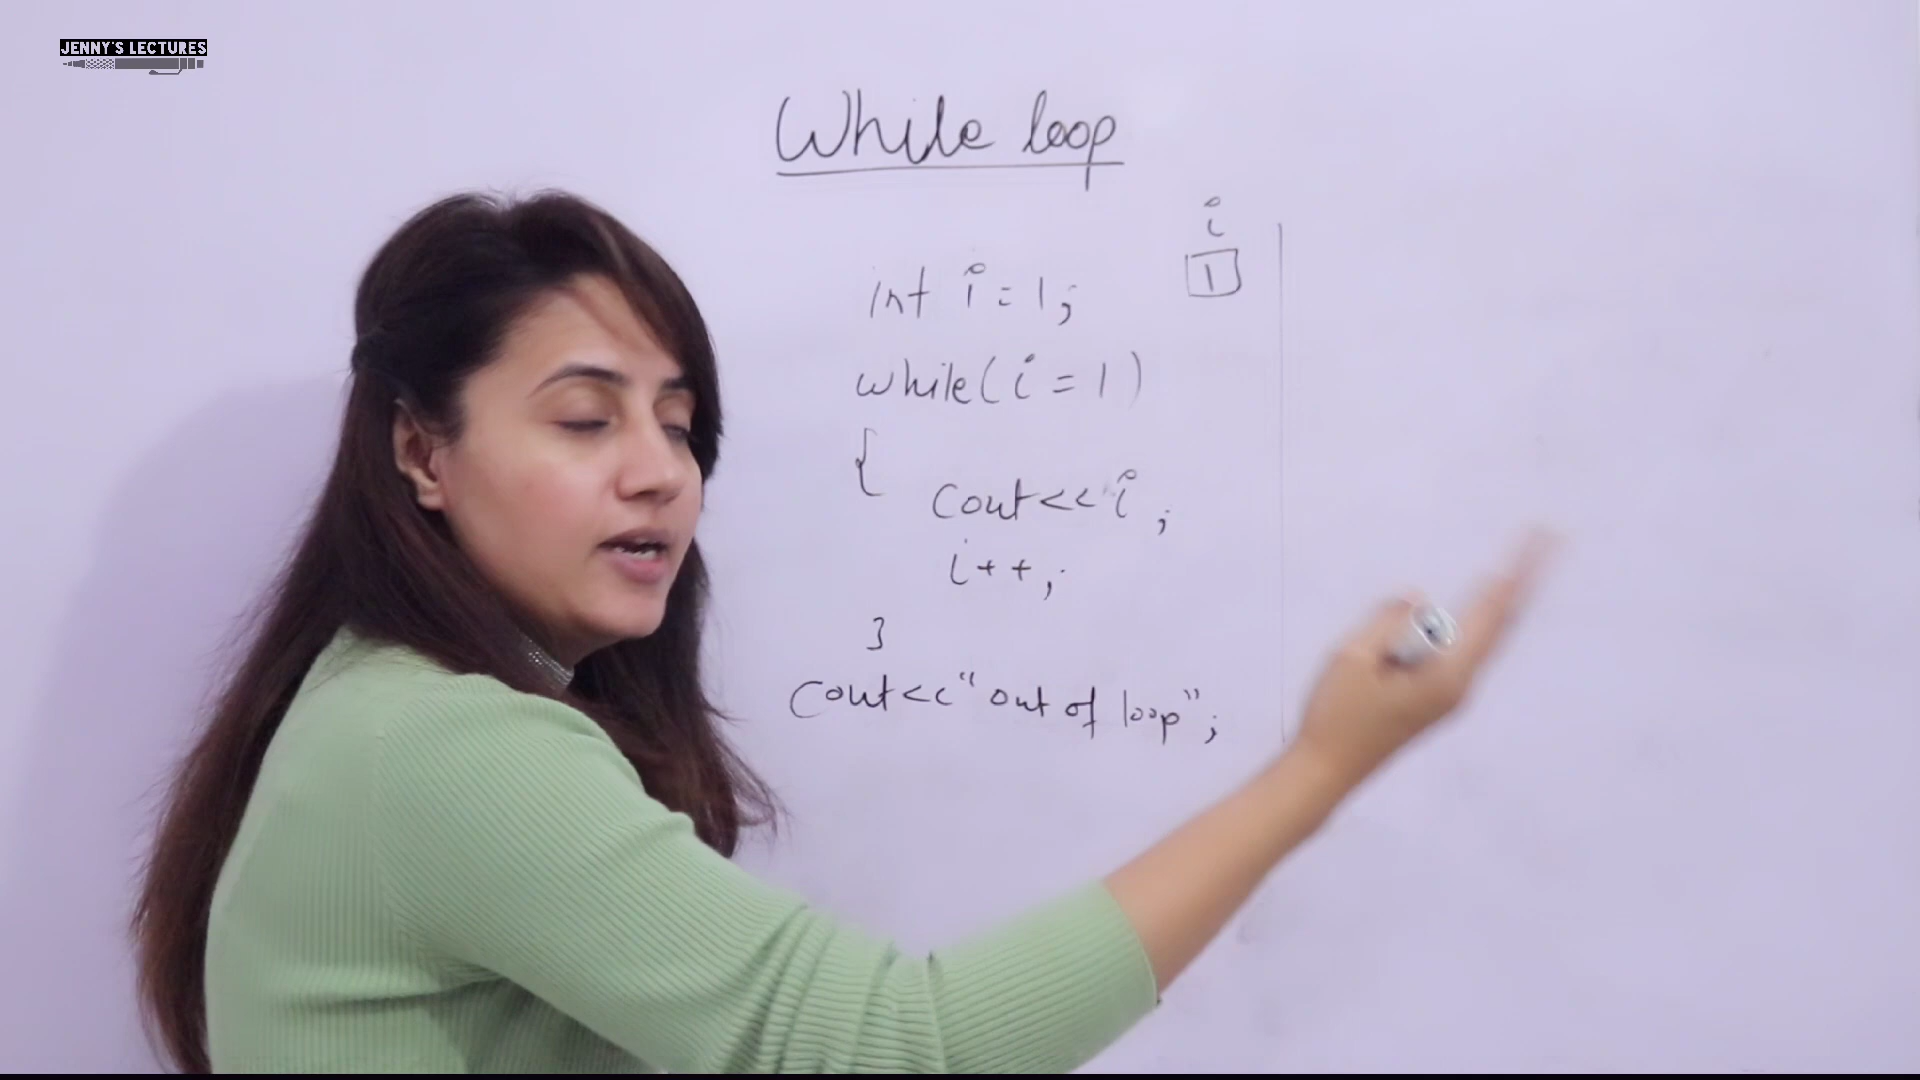 JENNY'S LECTURES
While loop
i
1
int i = 1;
while(i = 1)
{
cout<< i ;
i++;
}
cout<<"out of loop";